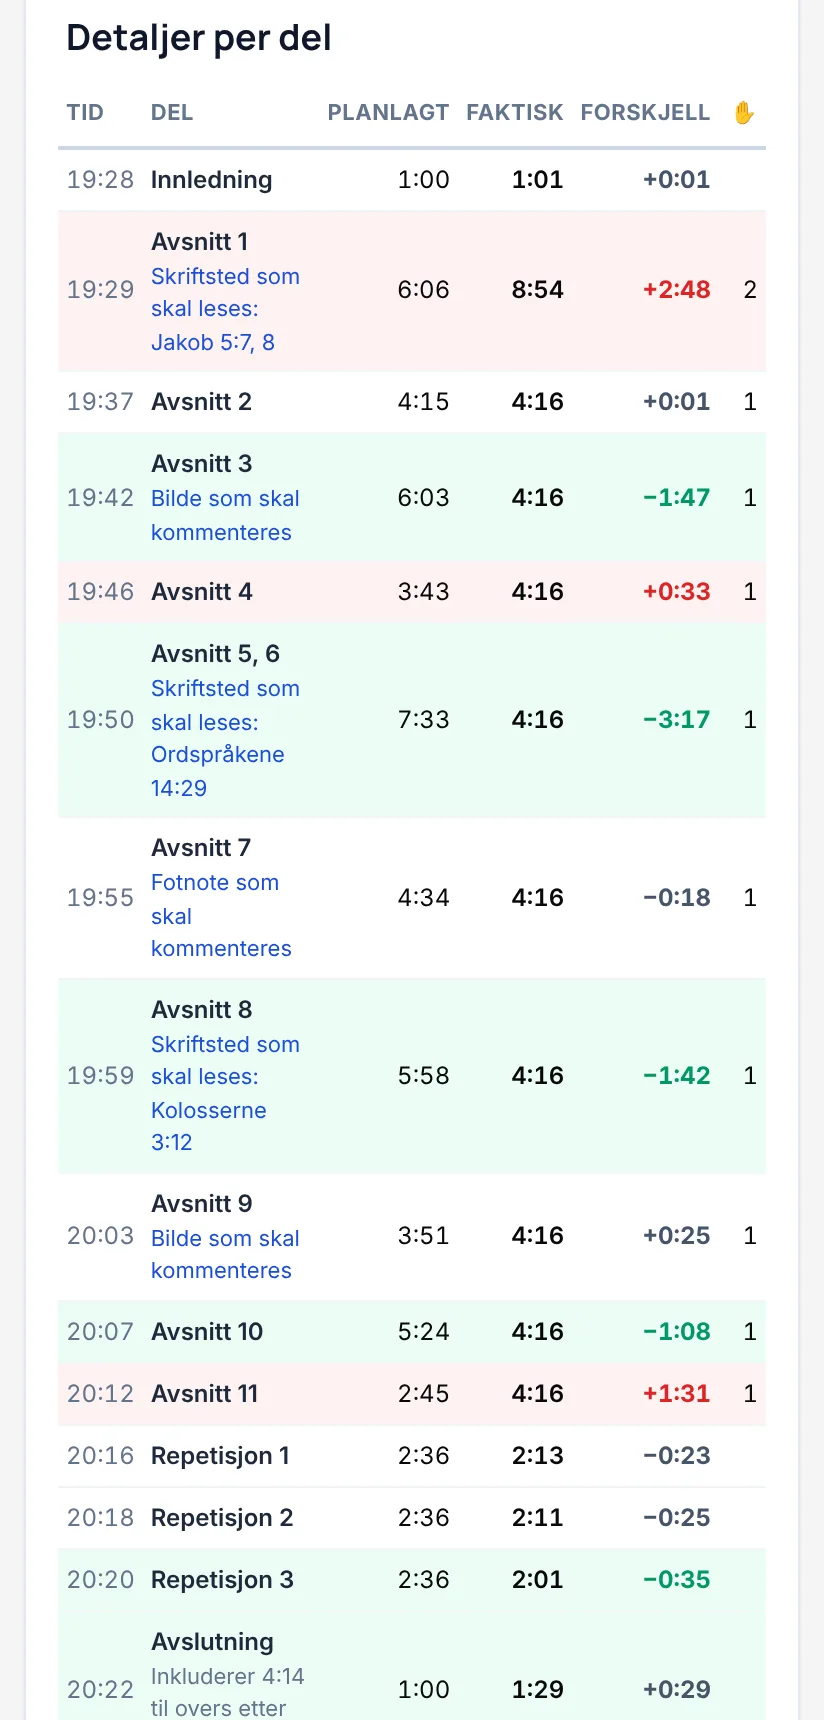 Detaljer per del
TID DEL PLANLAGT FAKTISK FORSKJELL ✋
19:28 Innledning 1:00 1:01 +0:01
Avsnitt 1
Skriftsted som
skal leses:
Jakob 5:7, 8
19:29 6:06 8:54 +2:48 2
19:37 Avsnitt 2 4:15 4:16 +0:01 1
Avsnitt 3
Bilde som skal
kommenteres
19:42 6:03 4:16 −1:47 1
19:46 Avsnitt 4 3:43 4:16 +0:33 1
Avsnitt 5, 6
Skriftsted som
skal leses:
Ordspråkene
14:29
19:50 7:33 4:16 −3:17 1
Avsnitt 7
Fotnote som
skal
kommenteres
19:55 4:34 4:16 −0:18 1
Avsnitt 8
Skriftsted som
skal leses:
Kolosserne
3:12
19:59 5:58 4:16 −1:42 1
Avsnitt 9
Bilde som skal
kommenteres
20:03 3:51 4:16 +0:25 1
20:07 Avsnitt 10 5:24 4:16 −1:08 1
20:12 Avsnitt 11 2:45 4:16 +1:31 1
20:16 Repetisjon 1 2:36 2:13 −0:23
20:18 Repetisjon 2 2:36 2:11 −0:25
20:20 Repetisjon 3 2:36 2:01 −0:35
Avslutning
Inkluderer 4:14
til overs etter
20:22 1:00 1:29 +0:29